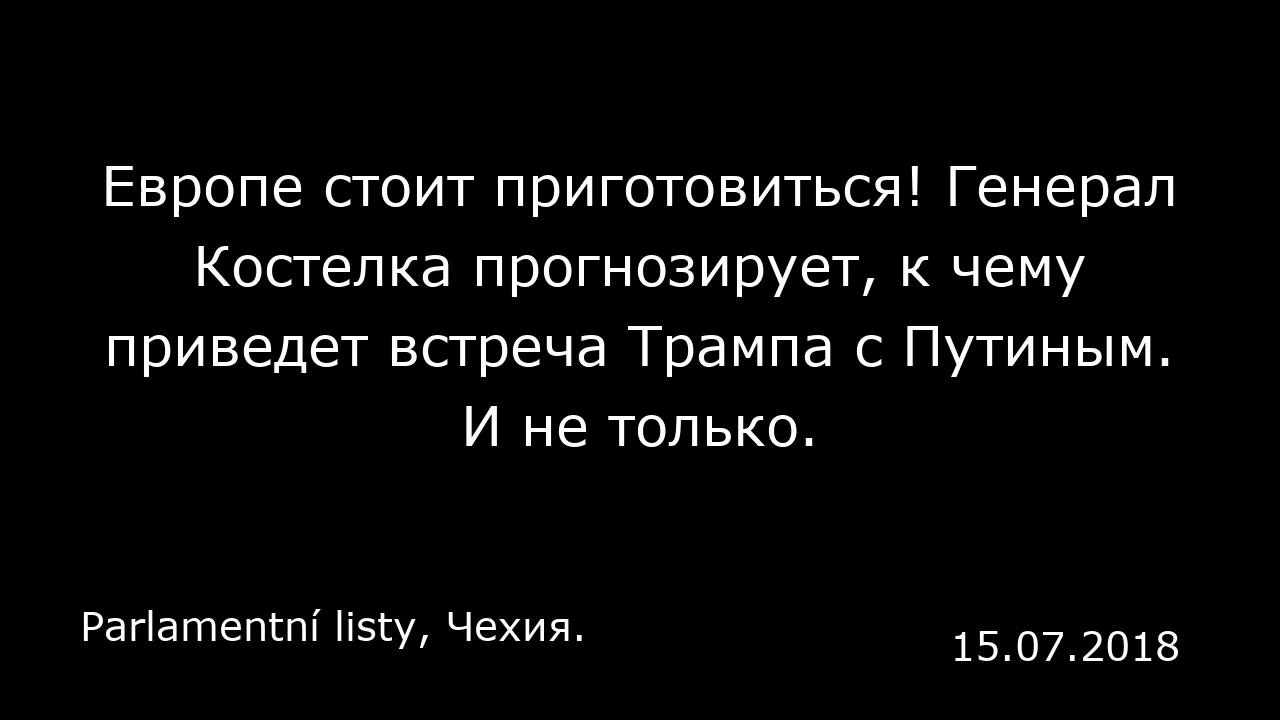 Европе стоит приготовиться! Генерал
Костелка прогнозирует, к чему
приведет встреча Трампа с Путиным.
И не только.
Parlamentní listy, Чехия.
15.07.2018